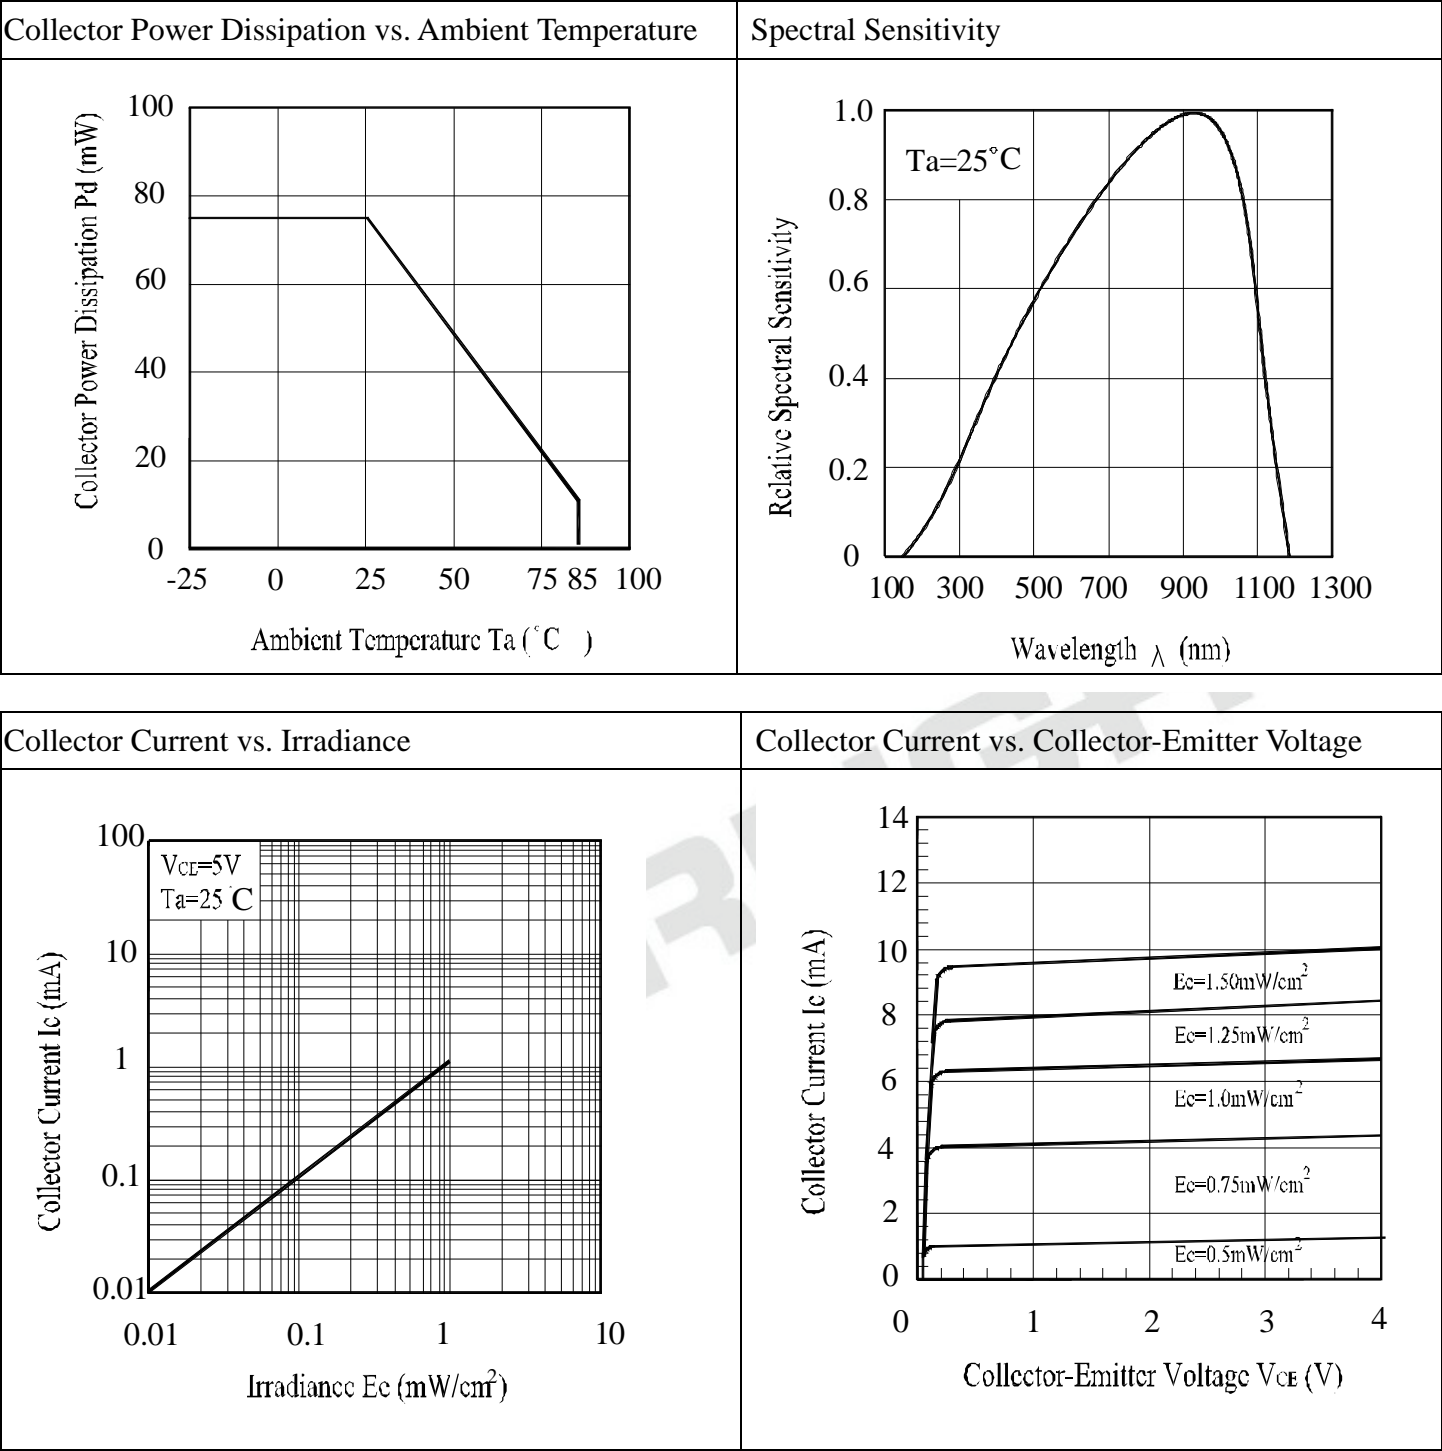 Collector Power Dissipation vs. Ambient Temperature
Spectral Sensitivity
Collector Power Dissipation Pd (mW)
100
80
60
40
20
0
-25 0 25 50 75 85 100
Ambient Temperature Ta (°C )
Relative Spectral Sensitivity
1.0
0.8
0.6
0.4
0.2
0
Ta=25°C
100 300 500 700 900 1100 1300
Wavelength λ (nm)
Collector Current vs. Irradiance
Collector Current vs. Collector-Emitter Voltage
Collector Current Ic (mA)
100
10
1
0.1
0.01
VCE=5V
Ta=25°C
0.01 0.1 1 10
Irradiance Ee (mW/cm²)
Collector Current Ic (mA)
14
12
10
8
6
4
2
0
Ee=1.50mW/cm²
Ee=1.25mW/cm²
Ee=1.0mW/cm²
Ee=0.75mW/cm²
Ee=0.5mW/cm²
0 1 2 3 4
Collector-Emitter Voltage VCE (V)